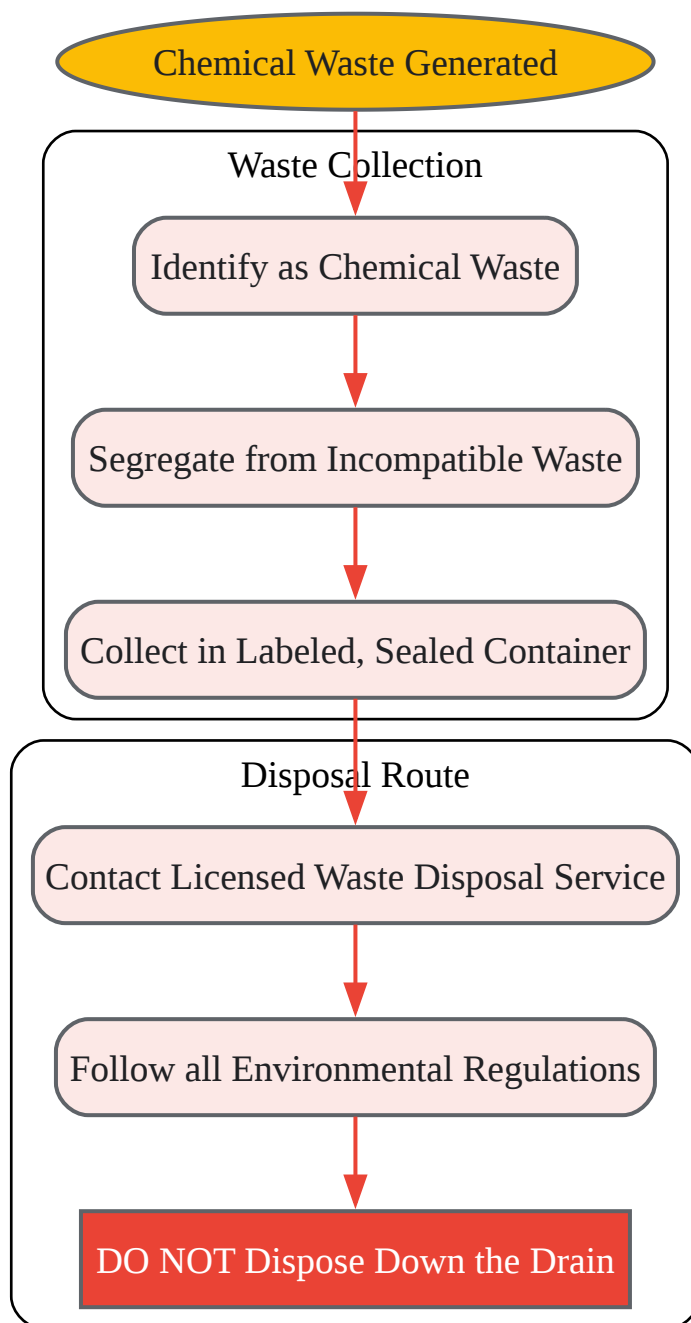 Chemical Waste Generated
Waste Collection
Identify as Chemical Waste
Segregate from Incompatible Waste
Collect in Labeled, Sealed Container
Disposal Route
Contact Licensed Waste Disposal Service
Follow all Environmental Regulations
DO NOT Dispose Down the Drain